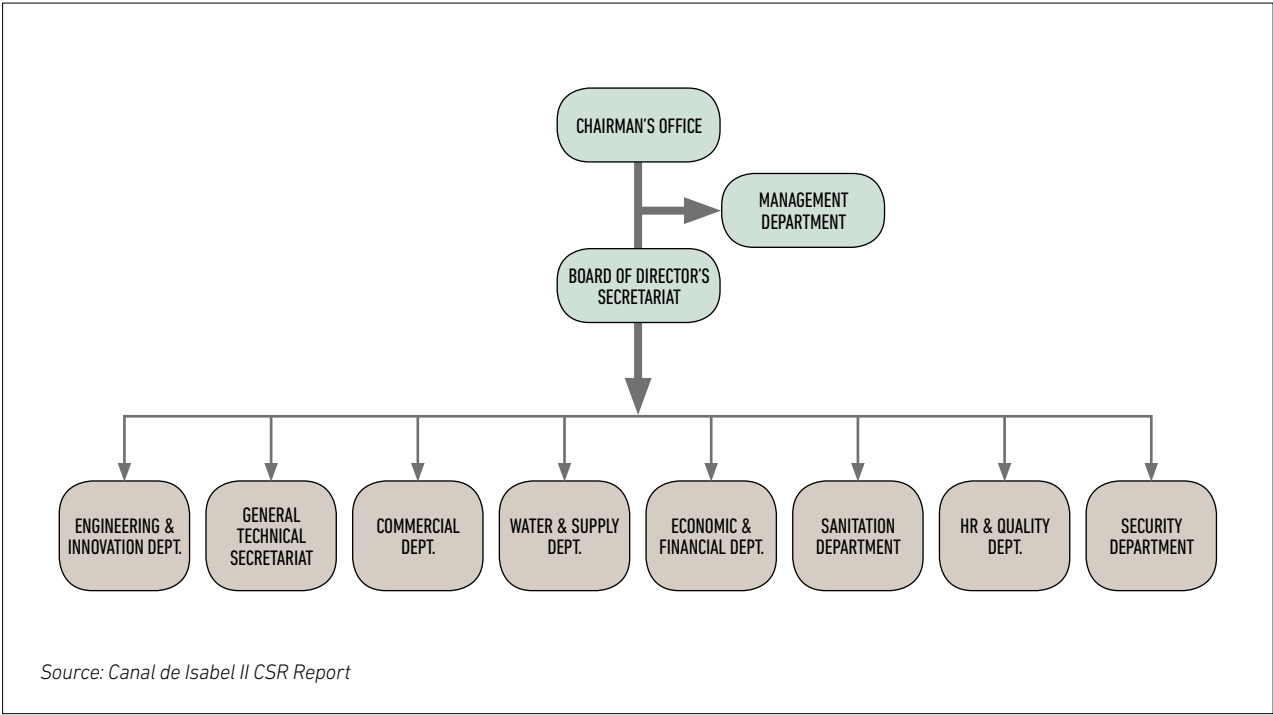 CHAIRMAN'S OFFICE
MANAGEMENT
DEPARTMENT
BOARD OF DIRECTOR'S
SECRETARIAT
ENGINEERING &
INNOVATION DEPT.
GENERAL
TECHNICAL
SECRETARIAT
COMMERCIAL
DEPT.
WATER & SUPPLY
DEPT.
ECONOMIC &
FINANCIAL DEPT.
SANITATION
DEPARTMENT
HR & QUALITY
DEPT.
SECURITY
DEPARTMENT
Source: Canal de Isabel II CSR Report